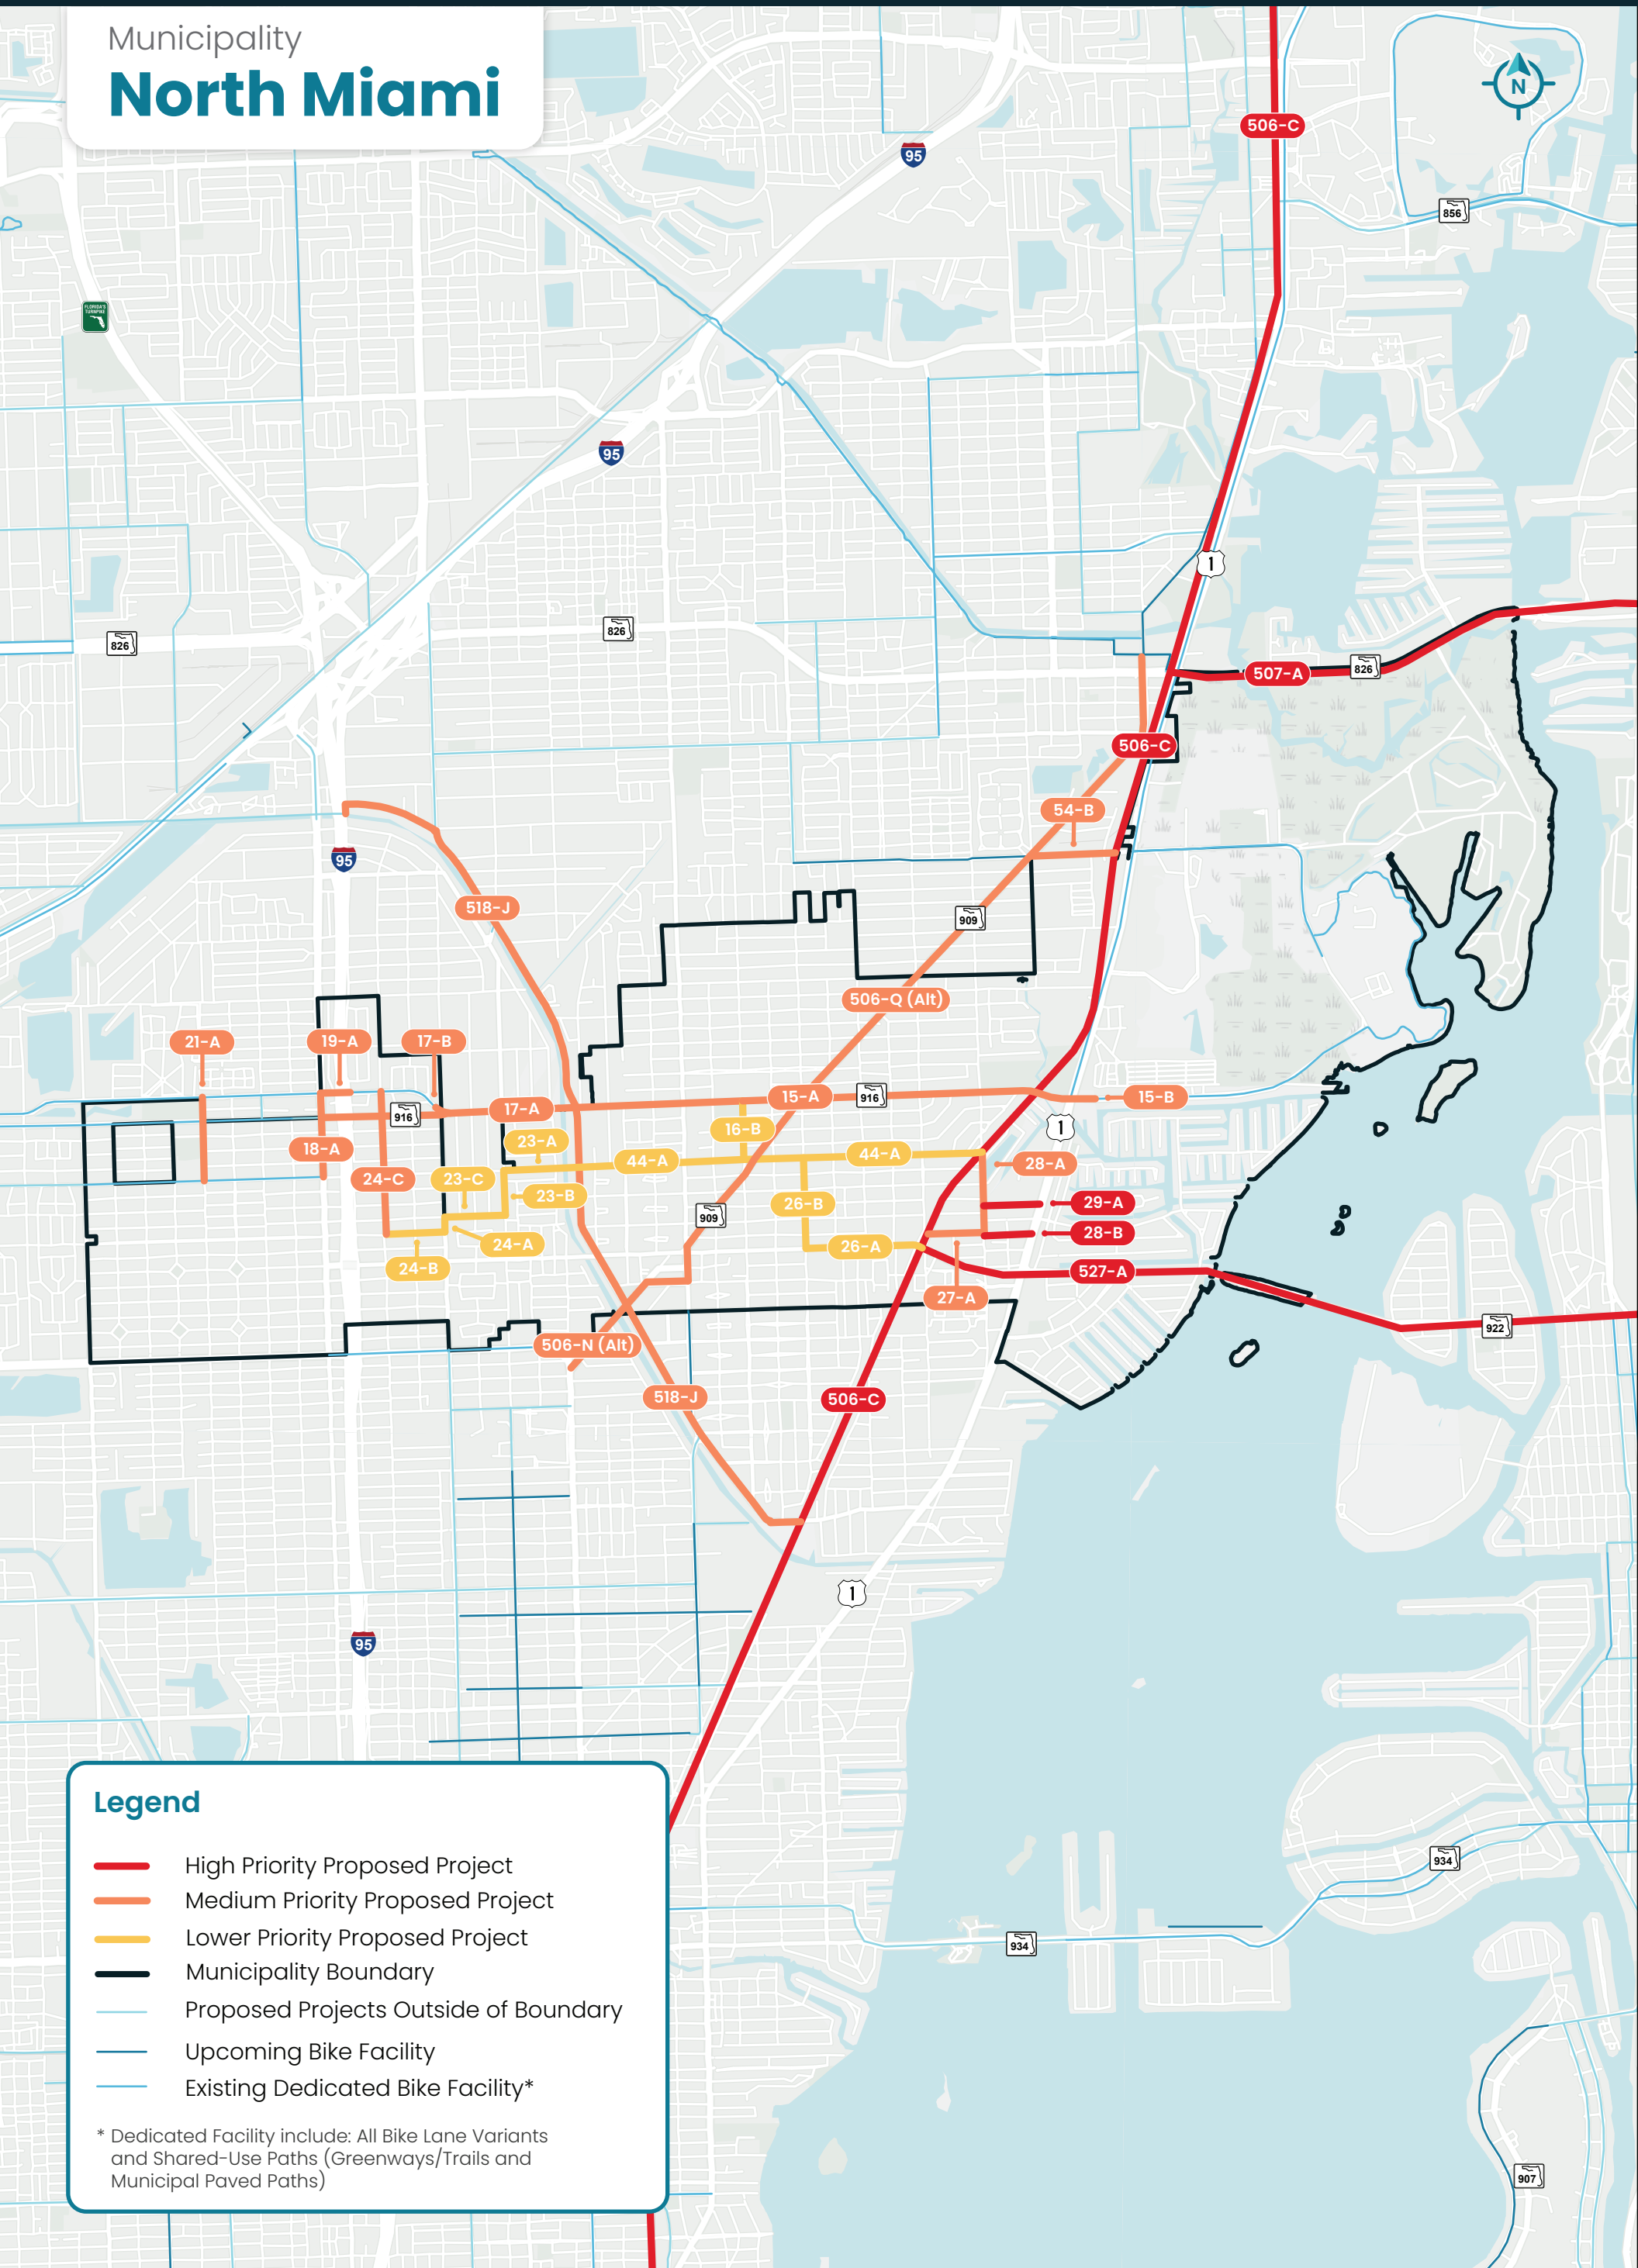 Municipality
North Miami
N
506-C
95
856
FLORIDA'S
TURNPIKE
95
1
826
826
507-A
826
506-C
54-B
95
518-J
909
506-Q (Alt)
21-A
19-A
17-B
15-A
916
15-B
17-A
916
16-B
1
23-A
18-A
44-A
44-A
28-A
24-C
23-C
23-B
26-B
29-A
909
28-B
24-A
26-A
24-B
527-A
27-A
922
506-N (Alt)
518-J
506-C
1
95
Legend
High Priority Proposed Project
Medium Priority Proposed Project
Lower Priority Proposed Project
Municipality Boundary
Proposed Projects Outside of Boundary
Upcoming Bike Facility
Existing Dedicated Bike Facility*
* Dedicated Facility include: All Bike Lane Variants
and Shared-Use Paths (Greenways/Trails and
Municipal Paved Paths)
934
934
907